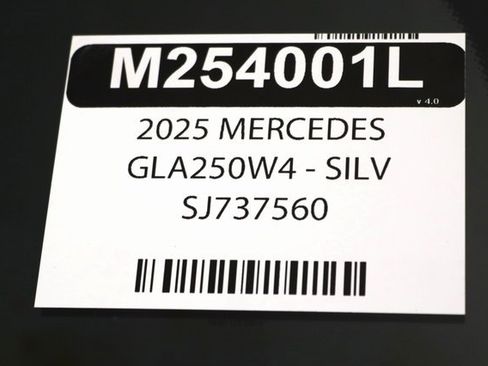 M254001L
v 4.0
2025 MERCEDES
GLA250W4 - SILV
SJ737560